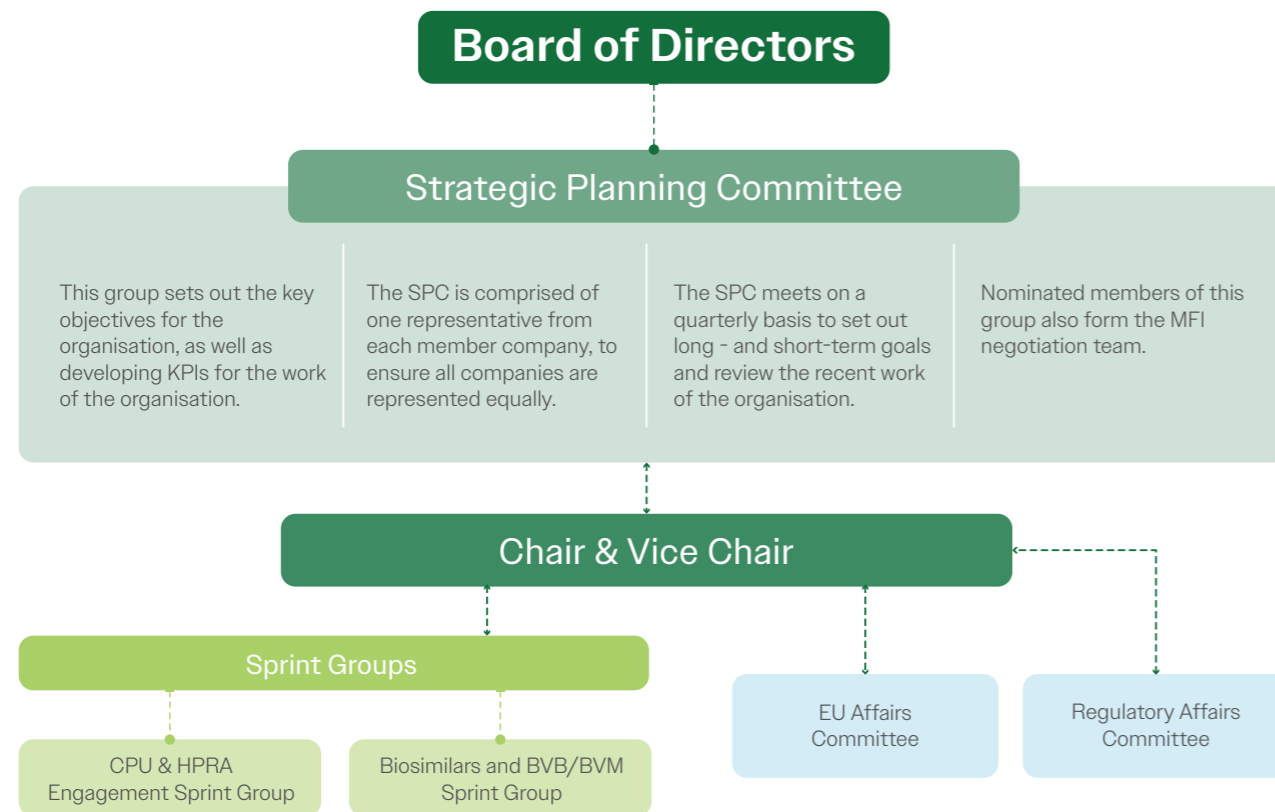 Board of Directors
Strategic Planning Committee
This group sets out the key
objectives for the
organisation, as well as
developing KPIs for the work
of the organisation.
The SPC is comprised of
one representative from
each member company, to
ensure all companies are
represented equally.
The SPC meets on a
quarterly basis to set out
long - and short-term goals
and review the recent work
of the organisation.
Nominated members of this
group also form the MFI
negotiation team.
Chair & Vice Chair
Sprint Groups
CPU & HPRA
Engagement Sprint Group
Biosimilars and BVB/BVM
Sprint Group
EU Affairs
Committee
Regulatory Affairs
Committee